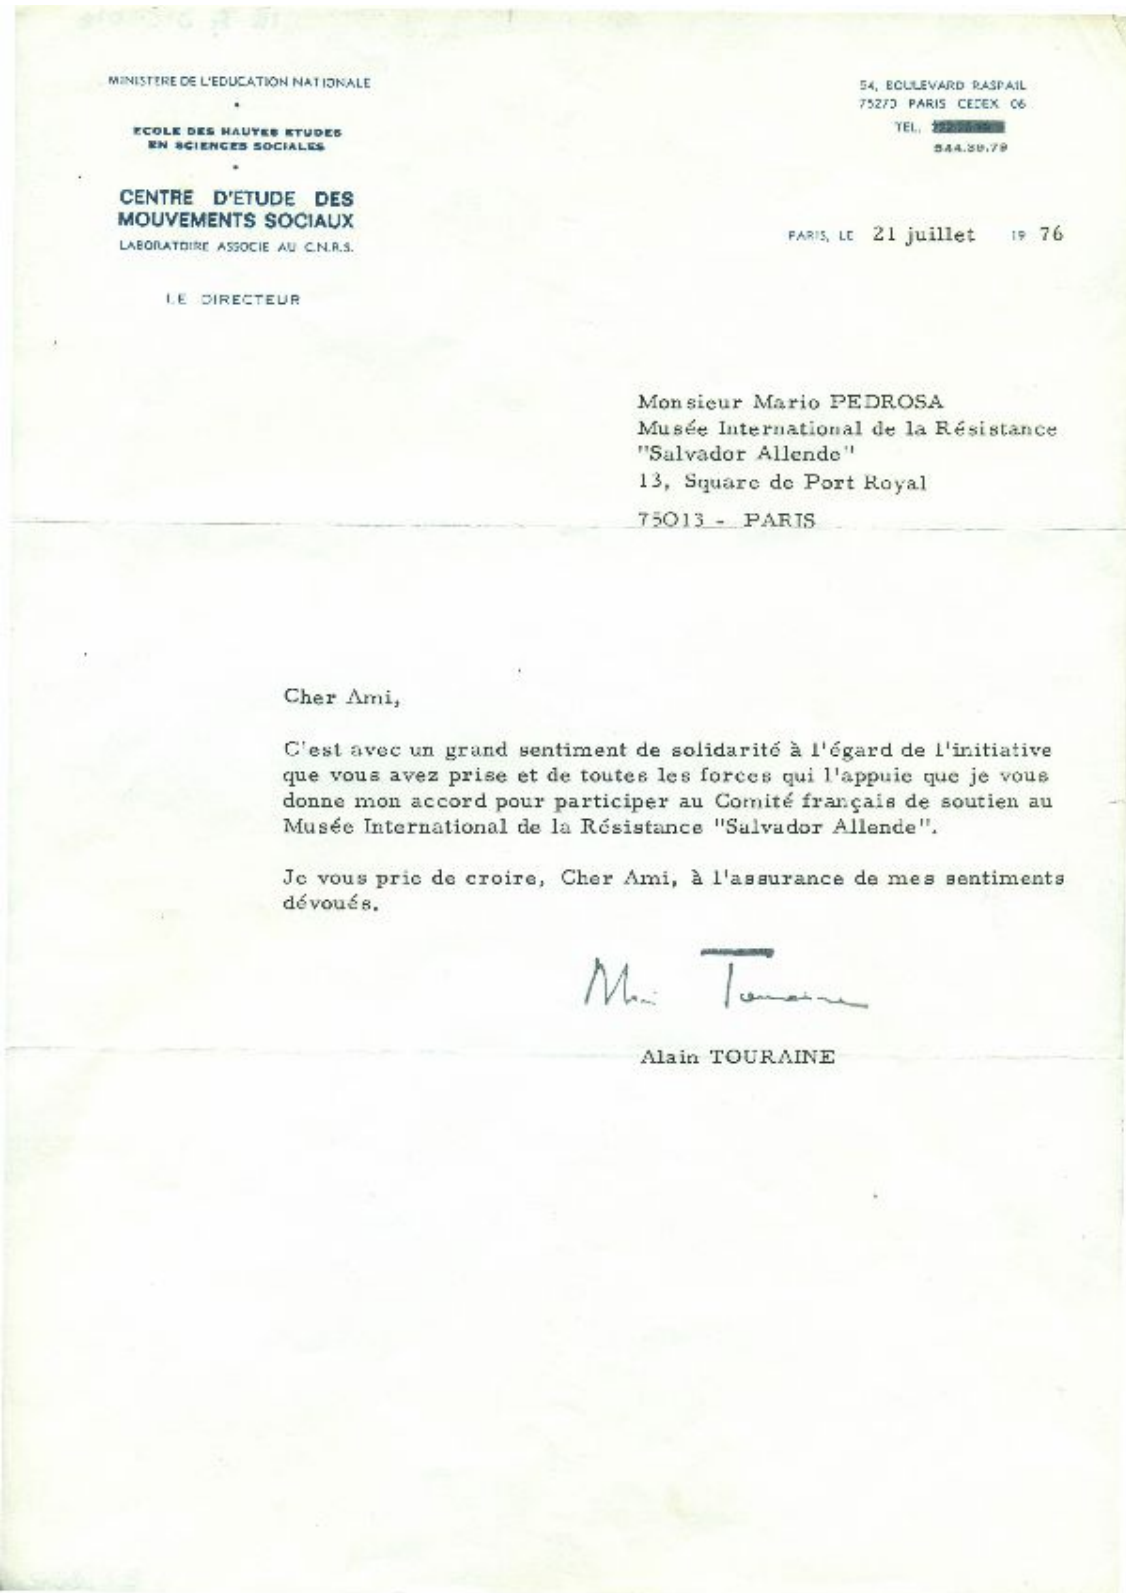 MINISTERE DE L'EDUCATION NATIONALE
ECOLE DES HAUTES ETUDES
EN SCIENCES SOCIALES
CENTRE D'ETUDE DES
MOUVEMENTS SOCIAUX
LABORATOIRE ASSOCIE AU C.N.R.S.
LE DIRECTEUR
54, BOULEVARD RASPAIL
75270 PARIS CEDEX 06
TEL.
544.39.79
PARIS, LE 21 juillet 19 76
Monsieur Mario PEDROSA
Musée International de la Résistance
"Salvador Allende"
13, Square de Port Royal
75013 - PARIS
Cher Ami,
C'est avec un grand sentiment de solidarité à l'égard de l'initiative
que vous avez prise et de toutes les forces qui l'appuie que je vous
donne mon accord pour participer au Comité français de soutien au
Musée International de la Résistance "Salvador Allende".
Je vous prie de croire, Cher Ami, à l'assurance de mes sentiments
dévoués.
Alain Touraine
Alain TOURAINE